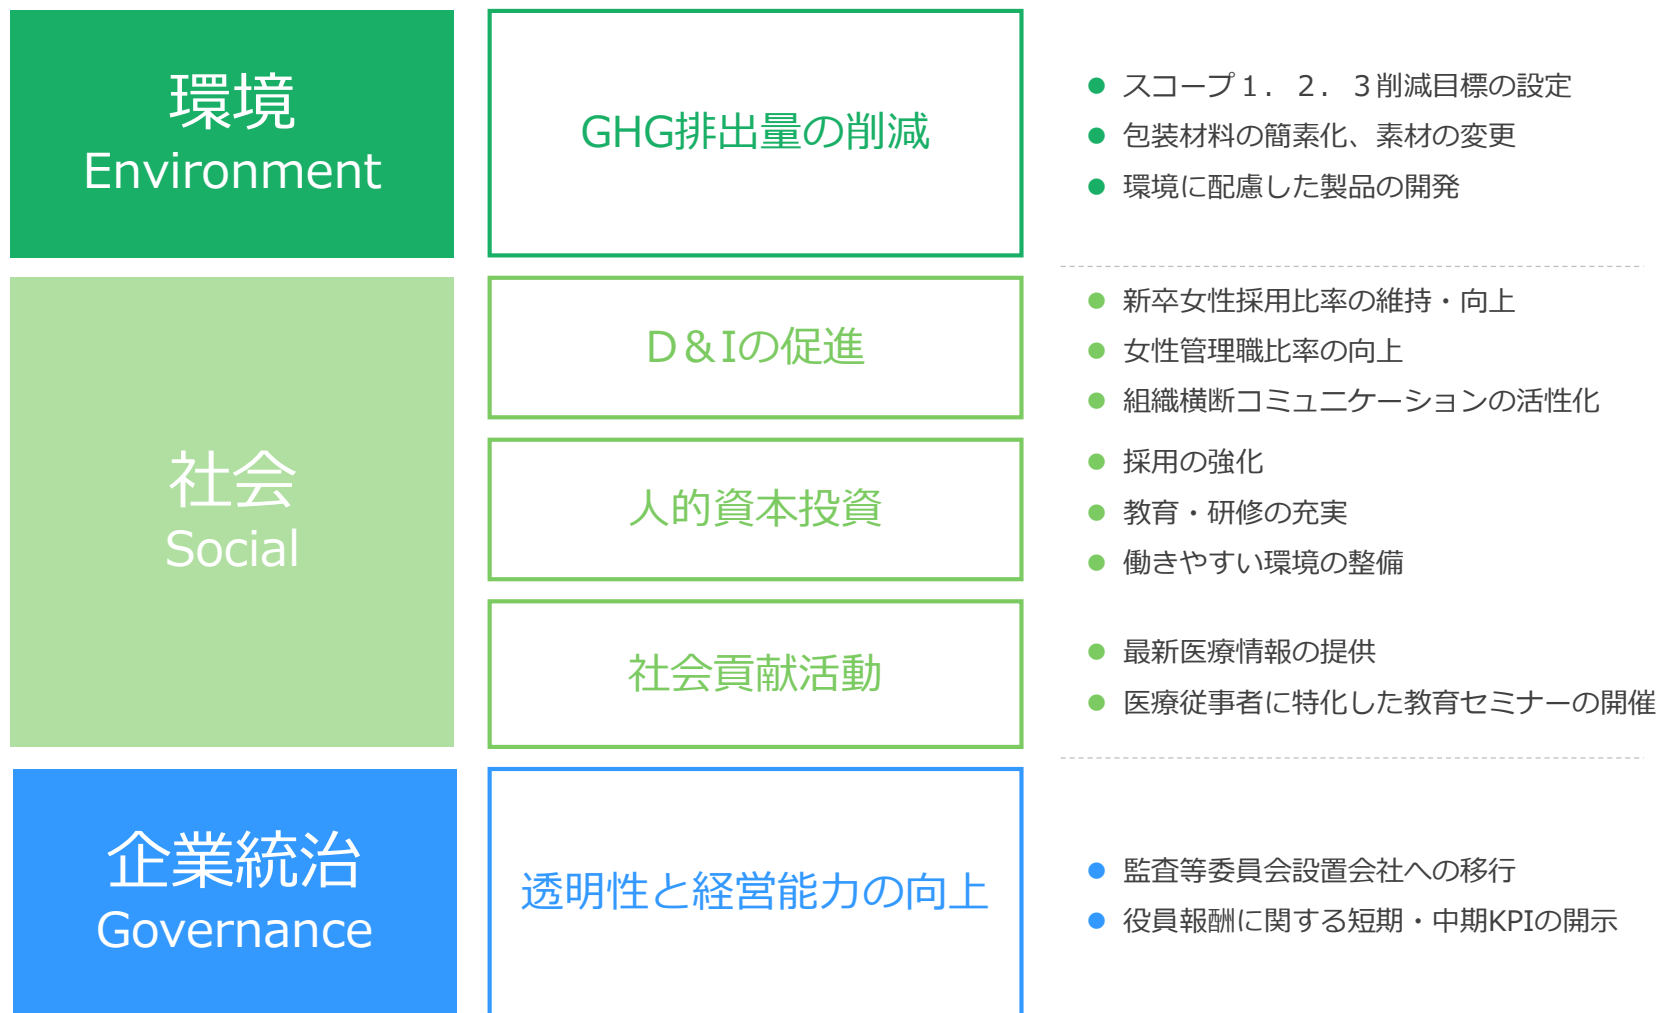 環境
Environment
GHG排出量の削減
スコープ１．２．３削減目標の設定
包装材料の簡素化、素材の変更
環境に配慮した製品の開発
社会
Social
D＆Iの促進
新卒女性採用比率の維持・向上
女性管理職比率の向上
組織横断コミュニケーションの活性化
人的資本投資
採用の強化
教育・研修の充実
働きやすい環境の整備
社会貢献活動
最新医療情報の提供
医療従事者に特化した教育セミナーの開催
企業統治
Governance
透明性と経営能力の向上
監査等委員会設置会社への移行
役員報酬に関する短期・中期KPIの開示